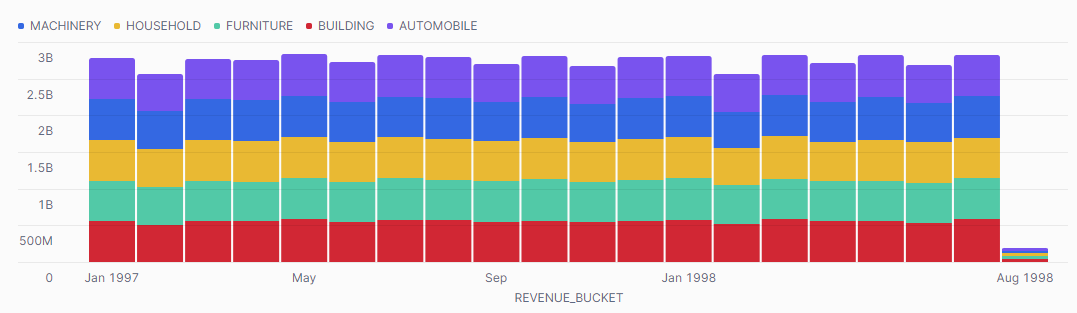 MACHINERY HOUSEHOLD FURNITURE BUILDING AUTOMOBILE
3B
2.5B
2B
1.5B
1B
500M
0
Jan 1997 May Sep Jan 1998 Aug 1998
REVENUE_BUCKET